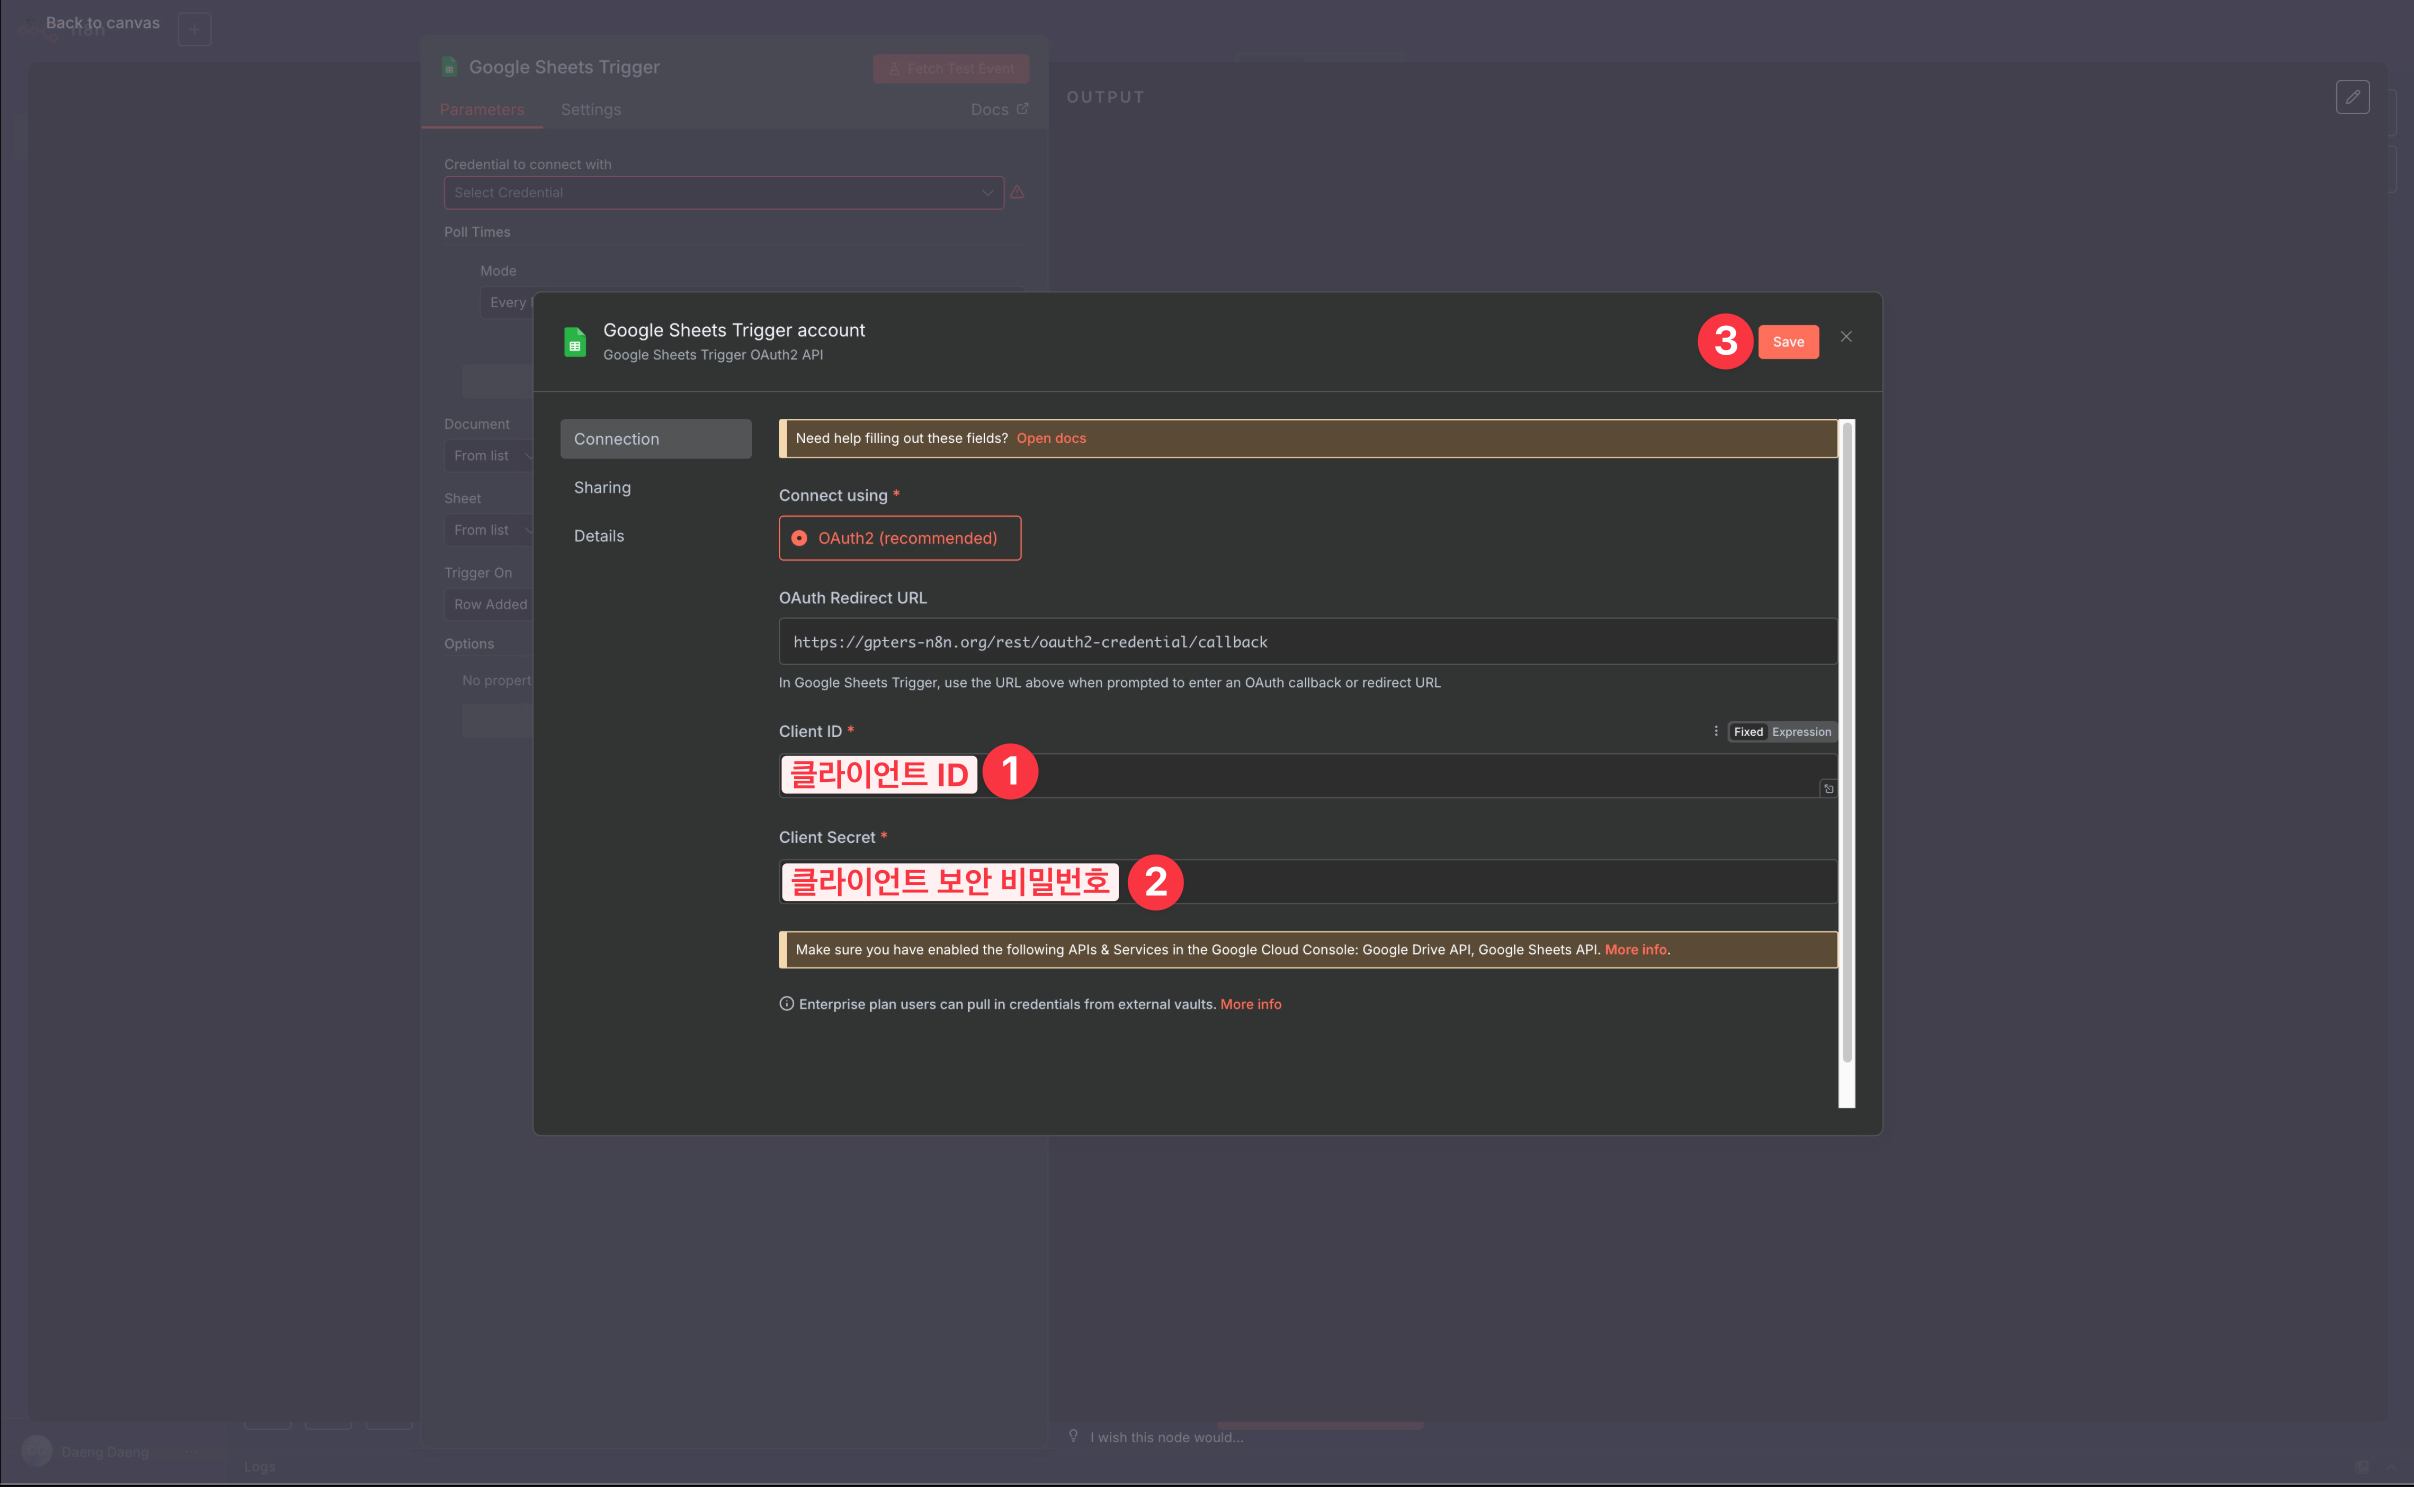 Back to canvas
n8n
Google Sheets Trigger
Fetch Test Event
Parameters
Settings
Docs
OUTPUT
Credential to connect with
Select Credential
Poll Times
Mode
Every
Document
From list
Sheet
From list
Trigger On
Row Added
Options
No propert
Google Sheets Trigger account
Google Sheets Trigger OAuth2 API
3
Save
Connection
Sharing
Details
Need help filling out these fields? Open docs
Connect using *
OAuth2 (recommended)
OAuth Redirect URL
https://gpters-n8n.org/rest/oauth2-credential/callback
In Google Sheets Trigger, use the URL above when prompted to enter an OAuth callback or redirect URL
Client ID *
Fixed Expression
클라이언트 ID 1
Client Secret *
클라이언트 보안 비밀번호 2
Make sure you have enabled the following APIs & Services in the Google Cloud Console: Google Drive API, Google Sheets API. More info.
Enterprise plan users can pull in credentials from external vaults. More info
I wish this node would...
Daeng Daeng
Logs